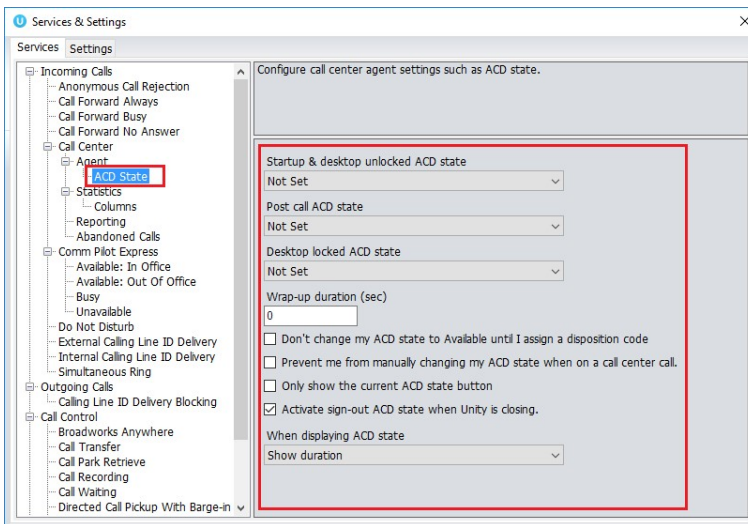 Services & Settings
Services Settings
Incoming Calls
Anonymous Call Rejection
Call Forward Always
Call Forward Busy
Call Forward No Answer
Call Center
Agent
ACD State
Statistics
Columns
Reporting
Abandoned Calls
Comm Pilot Express
Available: In Office
Available: Out Of Office
Busy
Unavailable
Do Not Disturb
External Calling Line ID Delivery
Internal Calling Line ID Delivery
Simultaneous Ring
Outgoing Calls
Calling Line ID Delivery Blocking
Call Control
Broadworks Anywhere
Call Transfer
Call Park Retrieve
Call Recording
Call Waiting
Directed Call Pickup With Barge-in
Configure call center agent settings such as ACD state.
Startup & desktop unlocked ACD state
Not Set
Post call ACD state
Not Set
Desktop locked ACD state
Not Set
Wrap-up duration (sec)
0
Don't change my ACD state to Available until I assign a disposition code
Prevent me from manually changing my ACD state when on a call center call.
Only show the current ACD state button
Activate sign-out ACD state when Unity is closing.
When displaying ACD state
Show duration